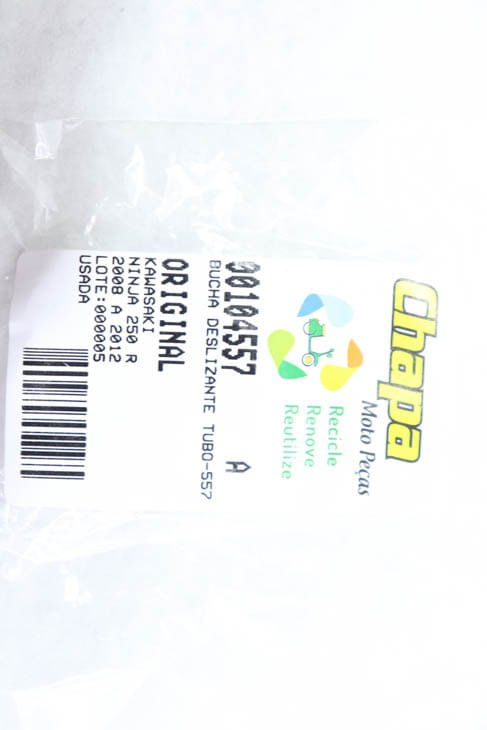 Chapa
Moto Peças
Recicle
Renove
Reutilize
00104557 A
BUCHA DESLIZANTE TUBO-557
ORIGINAL
KAWASAKI
NINJA 250 R
2008 A 2012
LOTE:000005
USADA